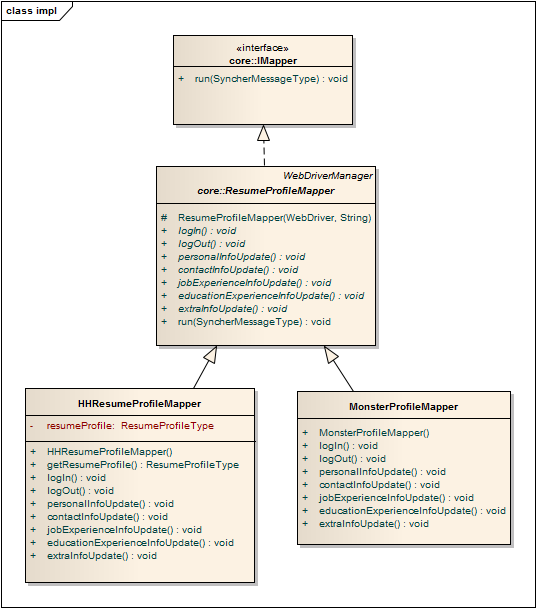 class impl
«interface»
core::IMapper
+ run(SyncherMessageType) : void
WebDriverManager
core::ResumeProfileMapper
# ResumeProfileMapper(WebDriver, String)
+ logIn() : void
+ logOut() : void
+ personalInfoUpdate() : void
+ contactInfoUpdate() : void
+ jobExperienceInfoUpdate() : void
+ educationExperienceInfoUpdate() : void
+ extraInfoUpdate() : void
+ run(SyncherMessageType) : void
HHResumeProfileMapper
- resumeProfile: ResumeProfileType
+ HHResumeProfileMapper()
+ getResumeProfile() : ResumeProfileType
+ logIn() : void
+ logOut() : void
+ personalInfoUpdate() : void
+ contactInfoUpdate() : void
+ jobExperienceInfoUpdate() : void
+ educationExperienceInfoUpdate() : void
+ extraInfoUpdate() : void
MonsterProfileMapper
+ MonsterProfileMapper()
+ logIn() : void
+ logOut() : void
+ personalInfoUpdate() : void
+ contactInfoUpdate() : void
+ jobExperienceInfoUpdate() : void
+ educationExperienceInfoUpdate() : void
+ extraInfoUpdate() : void